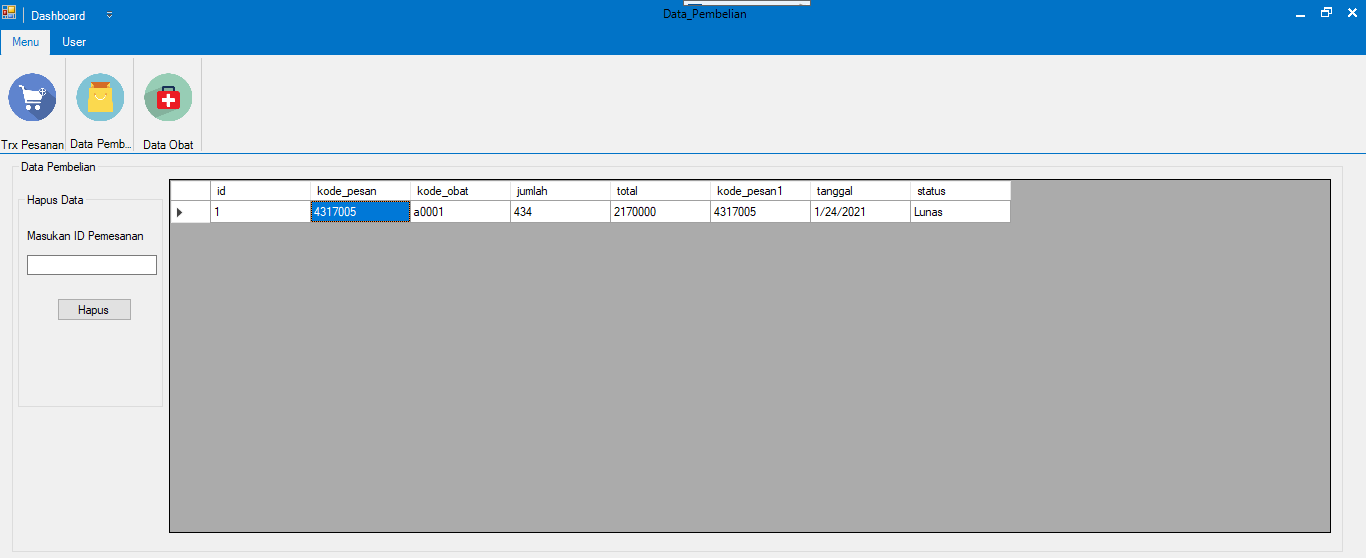 Dashboard
Data_Pembelian
Menu User
Trx Pesanan Data Pemb... Data Obat
Data Pembelian
id kode_pesan kode_obat jumlah total kode_pesan1 tanggal status
1 4317005 a0001 434 2170000 4317005 1/24/2021 Lunas
Hapus Data
Masukan ID Pemesanan
Hapus